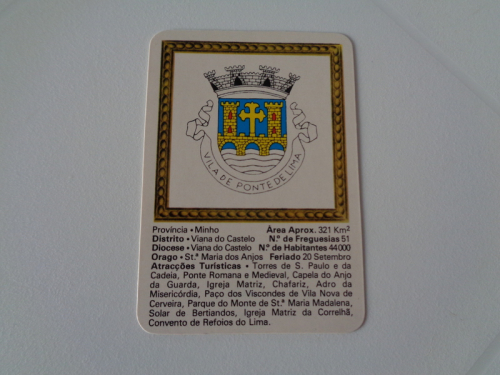 VILA DE PONTE DE LIMA
Província • Minho Área Aprox. 321 Km²
Distrito • Viana do Castelo N.º de Freguesias 51
Diocese • Viana do Castelo N.º de Habitantes 44000
Orago • St.ª Maria dos Anjos Feriado 20 Setembro
Atracções Turísticas • Torres de S. Paulo e da
Cadeia, Ponte Romana e Medieval, Capela do Anjo
da Guarda, Igreja Matriz, Chafariz, Adro da
Misericórdia, Paço dos Viscondes de Vila Nova de
Cerveira, Parque do Monte de St.ª Maria Madalena,
Solar de Bertiandos, Igreja Matriz da Correlhã,
Convento de Refoios do Lima.